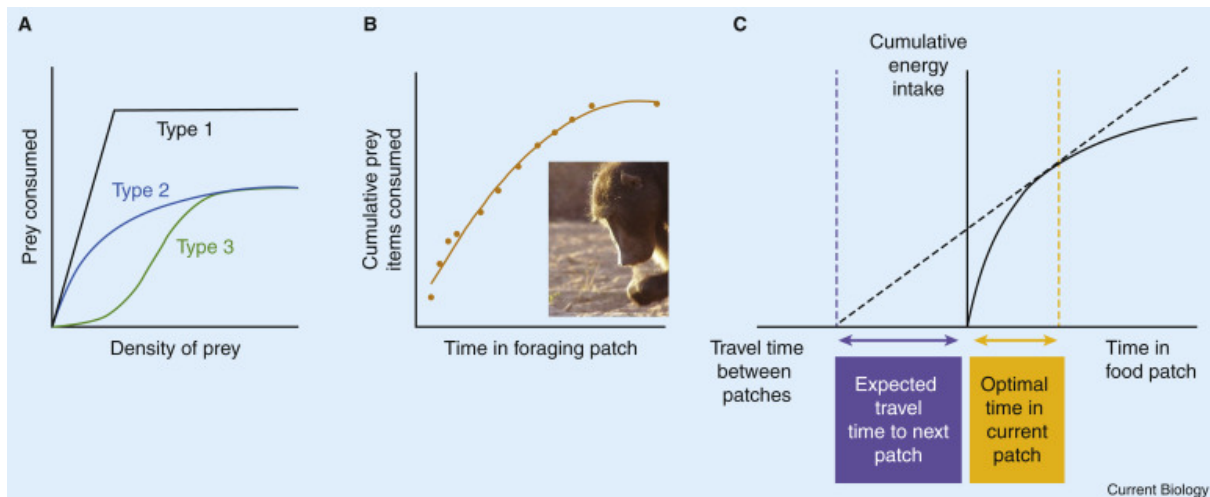 A
Prey consumed
Type 1
Type 2
Type 3
Density of prey
B
Cumulative prey
items consumed
Time in foraging patch
C
Cumulative
energy
intake
Travel time
between
patches
Expected
travel
time to next
patch
Optimal
time in
current
patch
Time in
food patch
Current Biology